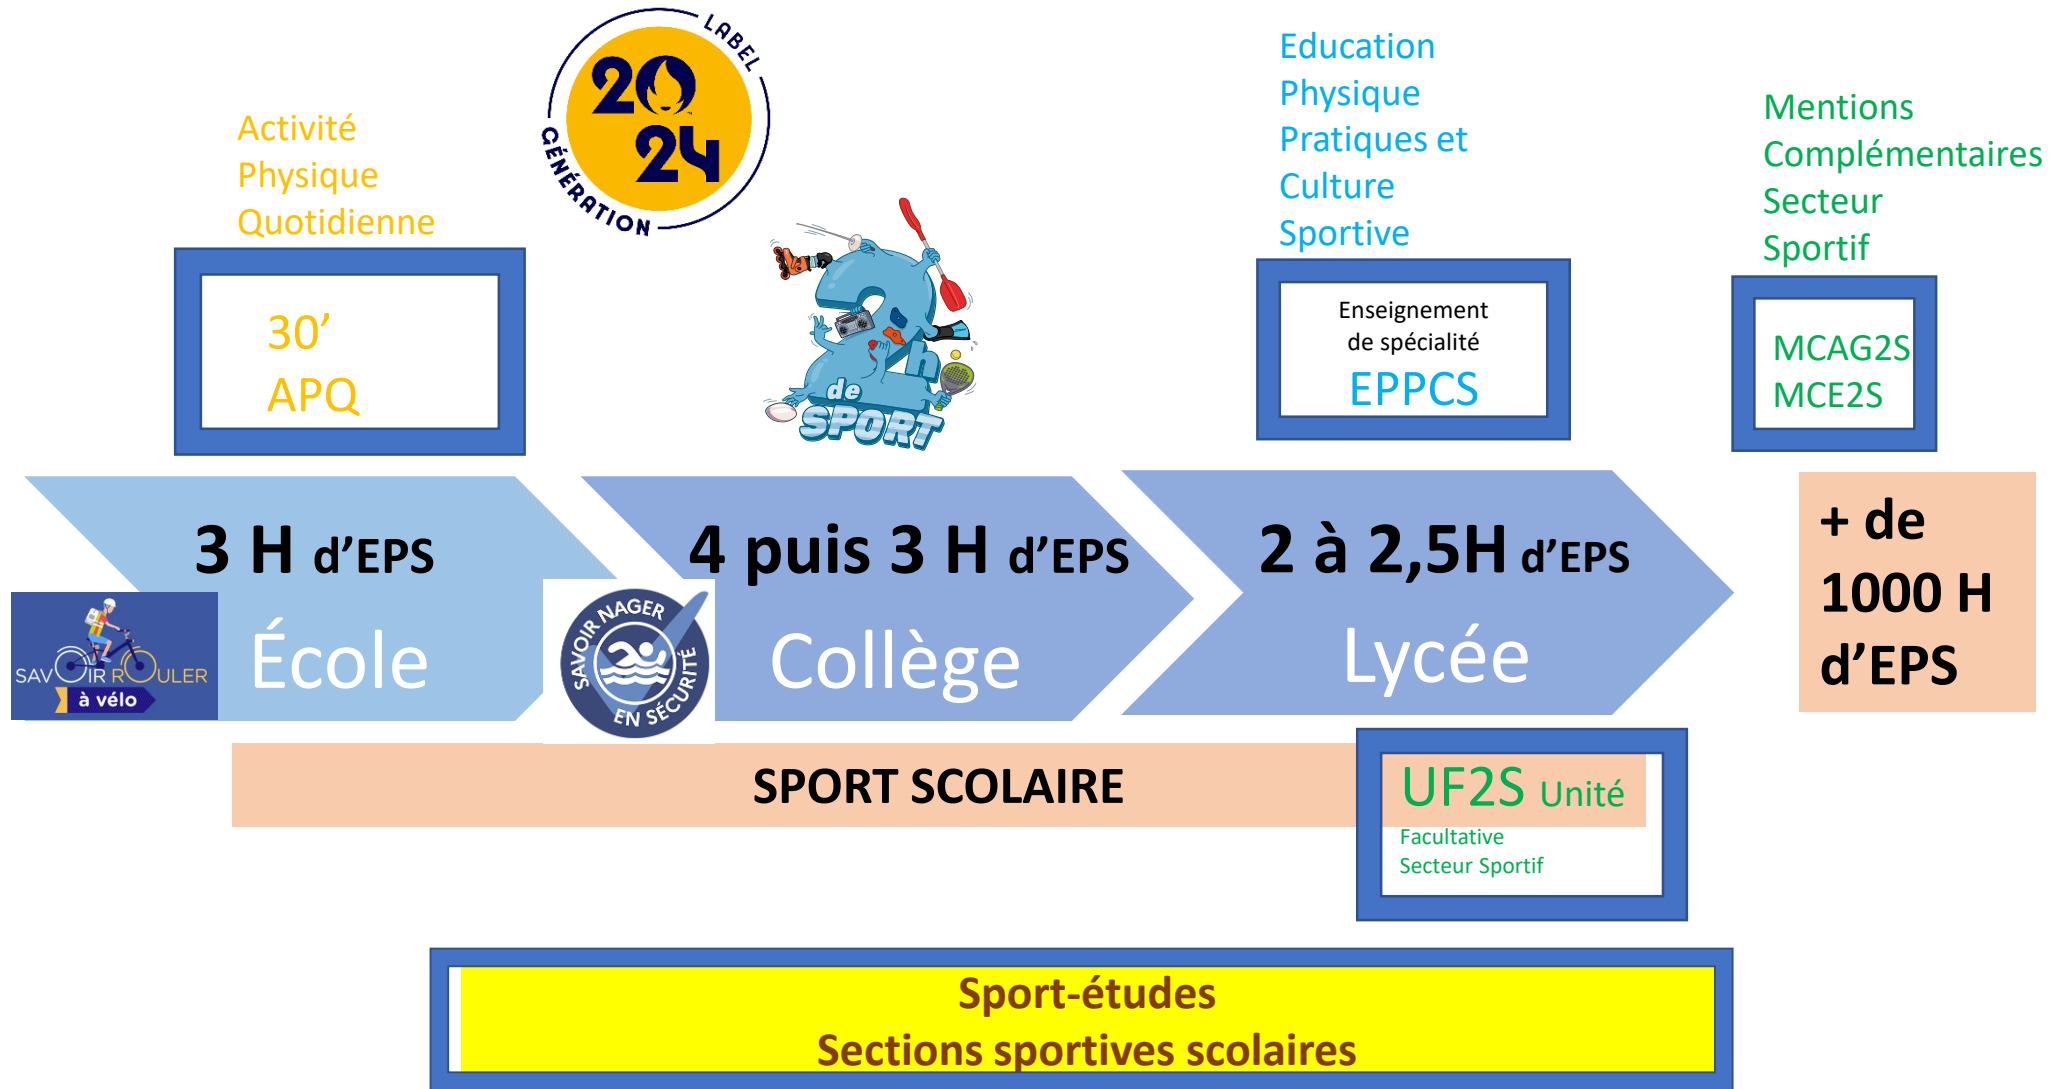 LABEL
GÉNÉRATION
20
24
Activité
Physique
Quotidienne
30’
APQ
2h
de
SPORT
Education
Physique
Pratiques et
Culture
Sportive
Enseignement
de spécialité
EPPCS
Mentions
Complémentaires
Secteur
Sportif
MCAG2S
MCE2S
3 H d’EPS
École
SAVOIR ROULER
à vélo
SAVOIR NAGER
EN SÉCURITÉ
4 puis 3 H d’EPS
Collège
2 à 2,5H d’EPS
Lycée
+ de
1000 H
d’EPS
SPORT SCOLAIRE
UF2S Unité
Facultative
Secteur Sportif
Sport-études
Sections sportives scolaires